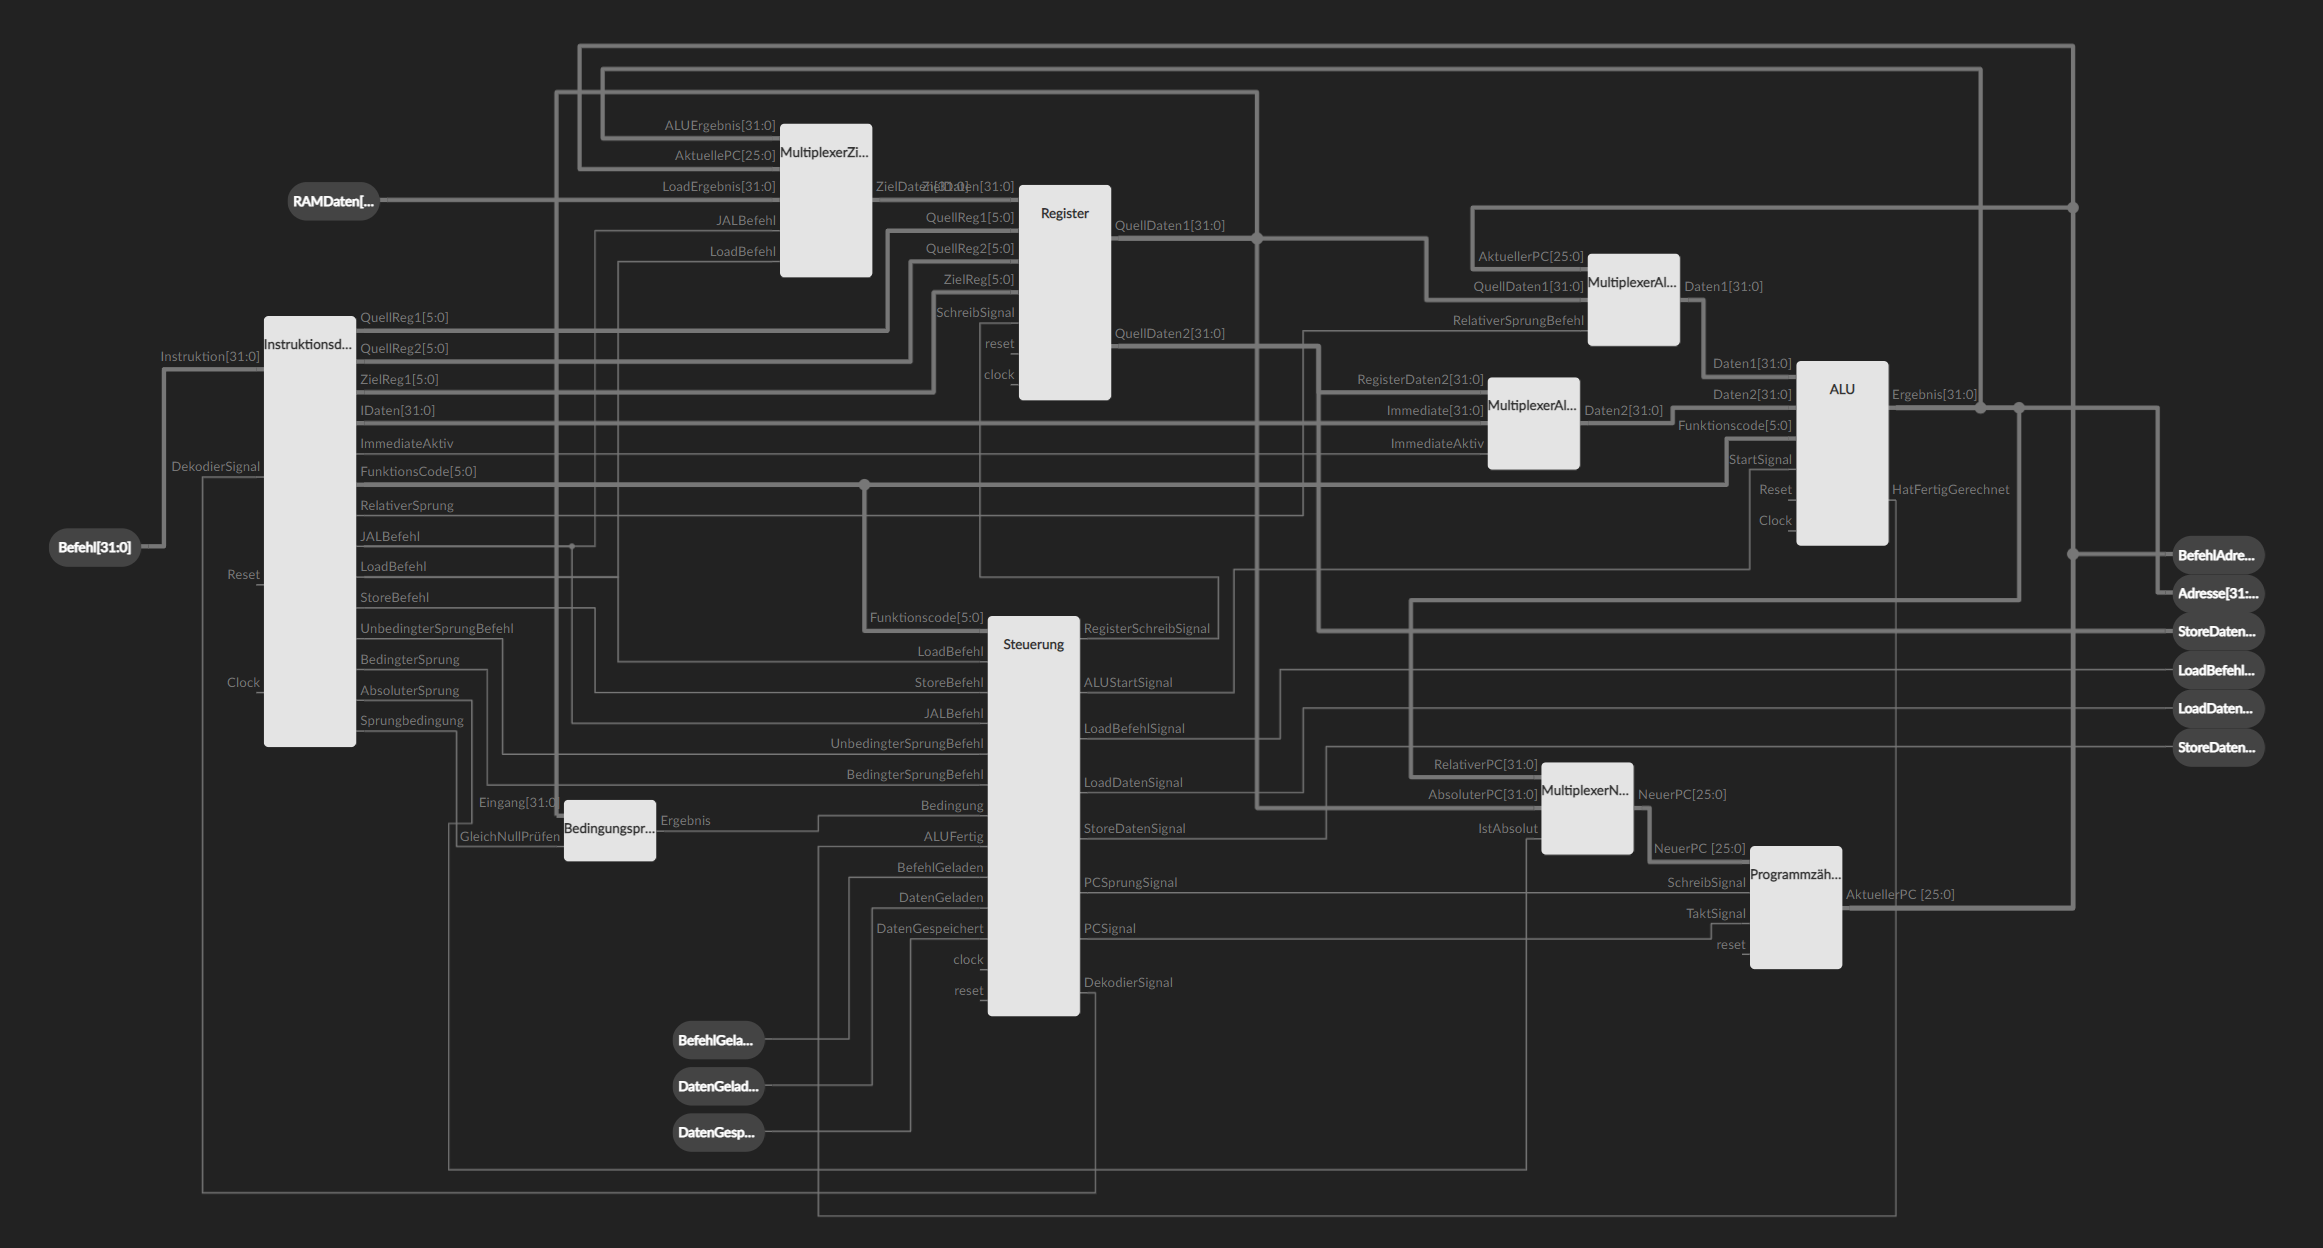 ALUErgebnis[31:0]
AktuellePC[25:0]
LoadErgebnis[31:0]
JALBefehl
LoadBefehl
MultiplexerZi...
ZielDaten[31:0]
RAMDaten[...
ZielDaten[31:0]
QuellReg1[5:0]
QuellReg2[5:0]
ZielReg[5:0]
SchreibSignal
reset
clock
Register
QuellDaten1[31:0]
QuellDaten2[31:0]
AktuellerPC[25:0]
QuellDaten1[31:0]
RelativerSprungBefehl
MultiplexerAl...
Daten1[31:0]
RegisterDaten2[31:0]
Immediate[31:0]
ImmediateAktiv
MultiplexerAl...
Daten2[31:0]
Daten1[31:0]
Daten2[31:0]
Funktionscode[5:0]
StartSignal
Reset
Clock
ALU
Ergebnis[31:0]
HatFertigGerechnet
Befehl[31:0]
Instruktion[31:0]
DekodierSignal
Reset
Clock
Instruktionsd...
QuellReg1[5:0]
QuellReg2[5:0]
ZielReg1[5:0]
IDaten[31:0]
ImmediateAktiv
FunktionsCode[5:0]
RelativerSprung
JALBefehl
LoadBefehl
StoreBefehl
UnbedingterSprungBefehl
BedingterSprung
AbsoluterSprung
Sprungbedingung
Eingang[31:0]
GleichNullPrüfen
Bedingungspr...
Ergebnis
Funktionscode[5:0]
LoadBefehl
StoreBefehl
JALBefehl
UnbedingterSprungBefehl
BedingterSprungBefehl
Bedingung
ALUFertig
BefehlGeladen
DatenGeladen
DatenGespeichert
clock
reset
Steuerung
RegisterSchreibSignal
ALUStartSignal
LoadBefehlSignal
LoadDatenSignal
StoreDatenSignal
PCSprungSignal
PCSignal
DekodierSignal
BefehlGela...
DatenGelad...
DatenGesp...
RelativerPC[31:0]
AbsoluterPC[31:0]
IstAbsolut
MultiplexerN...
NeuerPC[25:0]
NeuerPC [25:0]
SchreibSignal
TaktSignal
reset
Programmzäh...
AktuellerPC [25:0]
BefehlAdre...
Adresse[31:...
StoreDaten...
LoadBefehl...
LoadDaten...
StoreDaten...